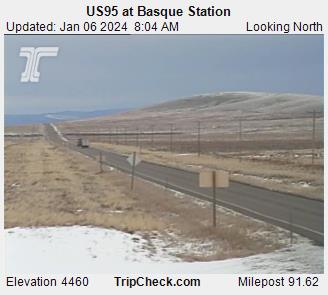 US95 at Basque Station
Updated: Jan 06 2024 8:04 AM Looking North
Elevation 4460 TripCheck.com Milepost 91.62